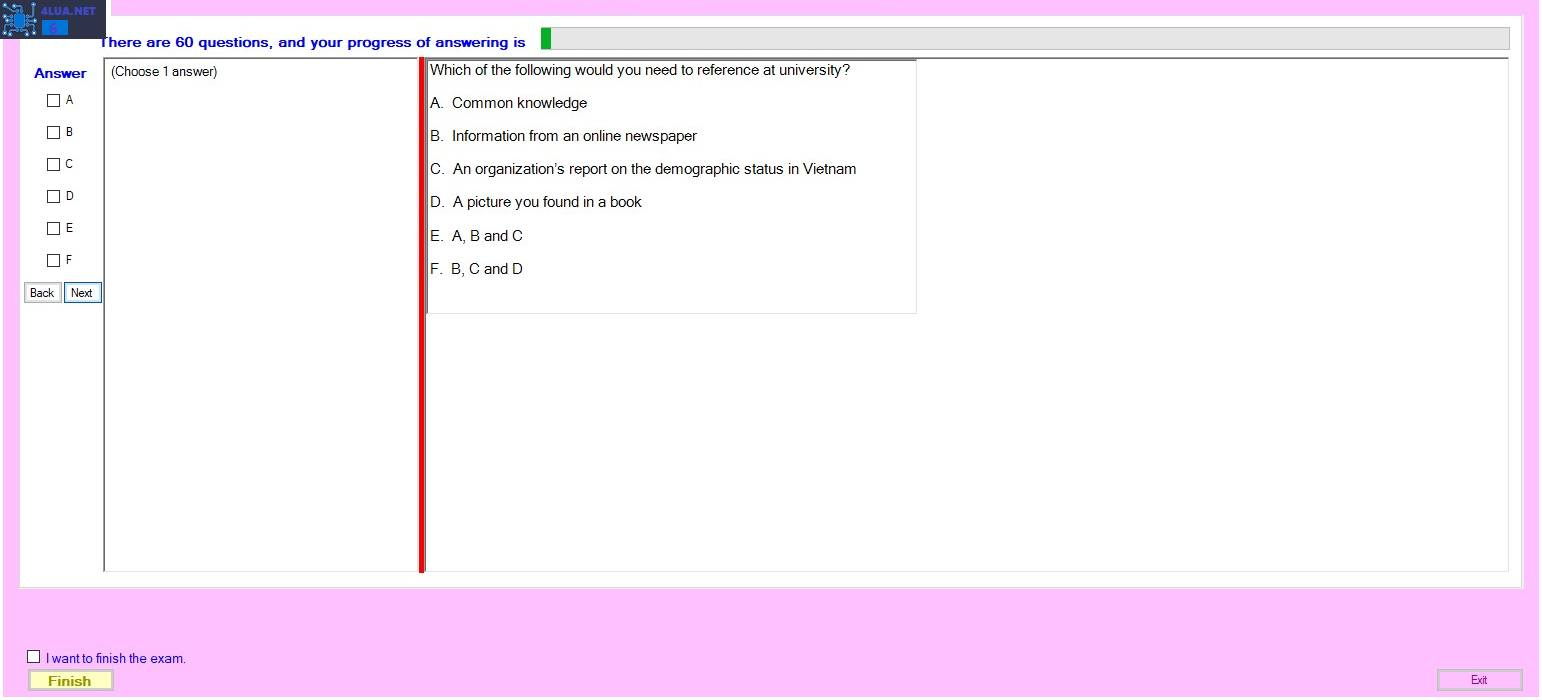 4LUA.NET
There are 60 questions, and your progress of answering is
Answer
(Choose 1 answer)
A
B
C
D
E
F
Back Next
Which of the following would you need to reference at university?
A. Common knowledge
B. Information from an online newspaper
C. An organization's report on the demographic status in Vietnam
D. A picture you found in a book
E. A, B and C
F. B, C and D
I want to finish the exam.
Finish
Exit